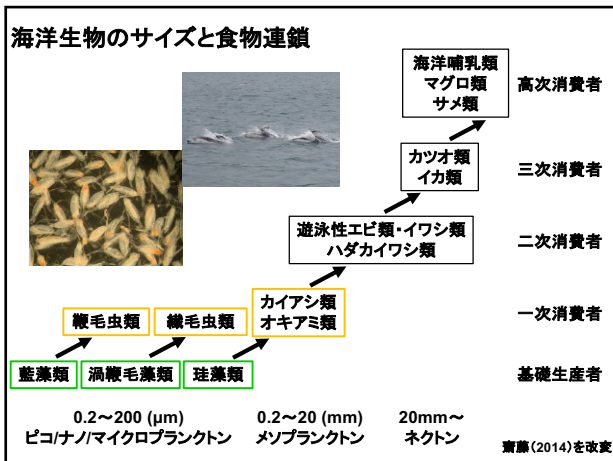 海洋生物のサイズと食物連鎖
海洋哺乳類
マグロ類
サメ類
高次消費者
カツオ類
イカ類
三次消費者
遊泳性エビ類・イワシ類
ハダカイワシ類
二次消費者
鞭毛虫類
繊毛虫類
カイアシ類
オキアミ類
一次消費者
藍藻類
渦鞭毛藻類
珪藻類
基礎生産者
0.2～200 (μm)
ピコ/ナノ/マイクロプランクトン
0.2～20 (mm)
メソプランクトン
20mm～
ネクトン
齋藤(2014)を改変